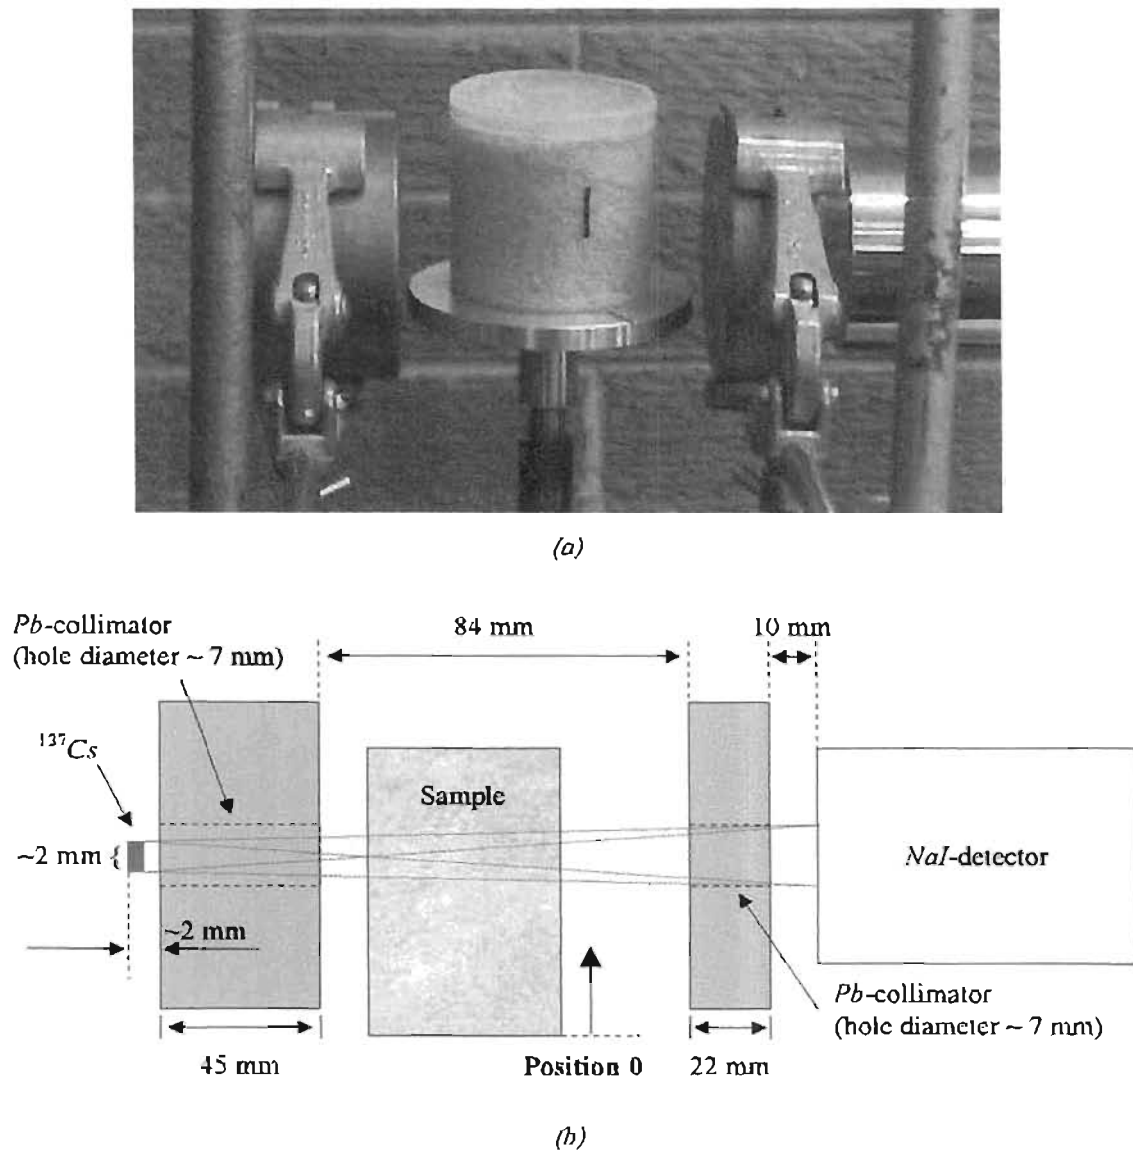 (a)
Pb-collimator
(hole diameter ~ 7 mm)
84 mm
10 mm
137Cs
Sample
~2 mm {
NaI-detector
~2 mm
Pb-collimator
(hole diameter ~ 7 mm)
45 mm
Position 0
22 mm
(b)